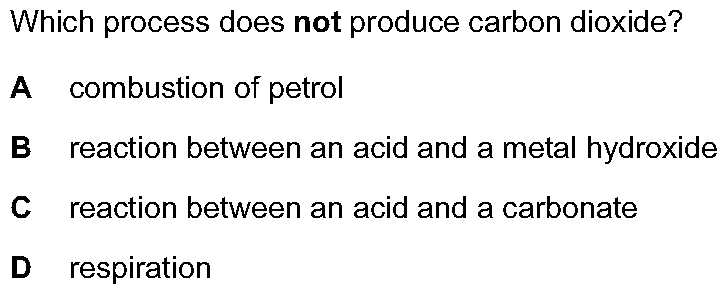 Which process does not produce carbon dioxide?
A combustion of petrol
B reaction between an acid and a metal hydroxide
C reaction between an acid and a carbonate
D respiration